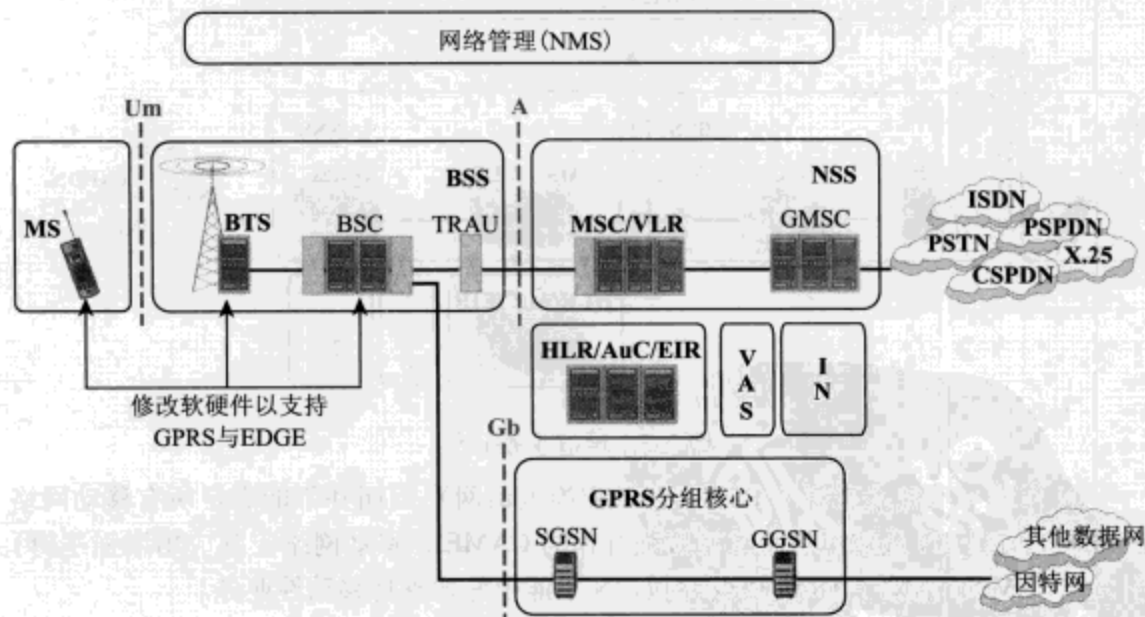 网络管理(NMS)
Um
A
MS
BSS
BTS
BSC
TRAU
NSS
MSC/VLR
GMSC
ISDN
PSTN
PSPDN
X.25
CSPDN
修改软硬件以支持
GPRS与EDGE
HLR/AuC/EIR
VAS
IN
Gb
GPRS分组核心
SGSN
GGSN
其他数据网
因特网